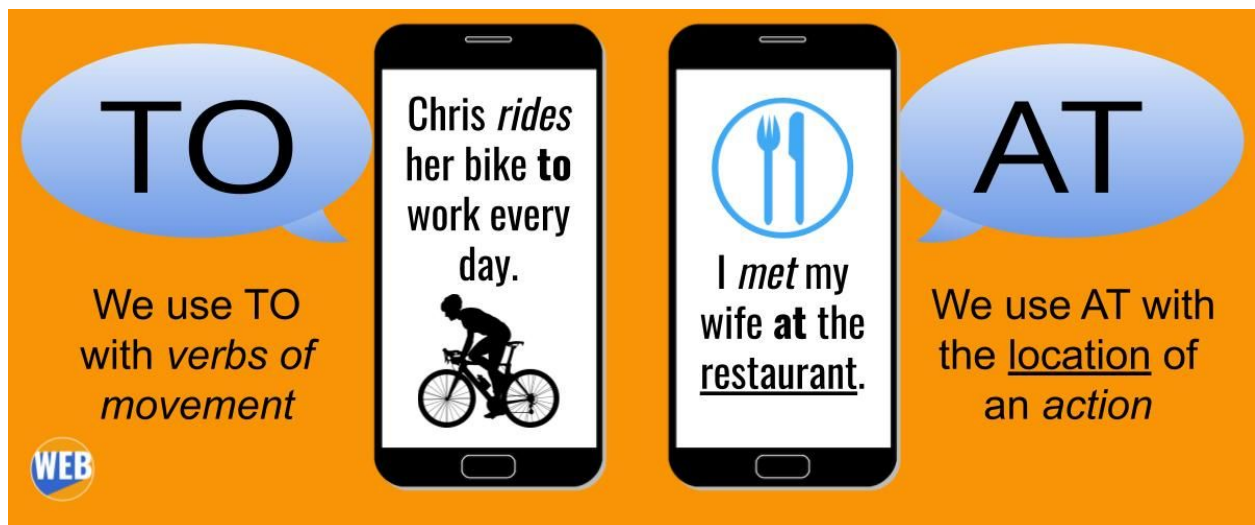 TO
We use TO
with verbs of
movement
WEB
Chris rides
her bike to
work every
day.
I met my
wife at the
restaurant.
AT
We use AT with
the location of
an action